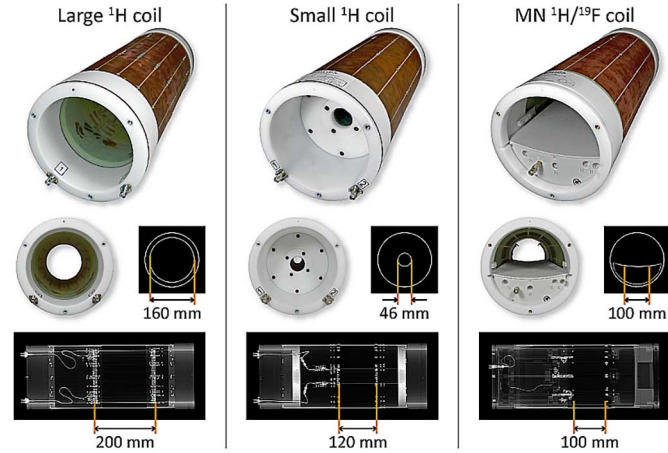 Large ¹H coil
Small ¹H coil
MN ¹H/¹⁹F coil
160 mm
46 mm
100 mm
200 mm
120 mm
100 mm